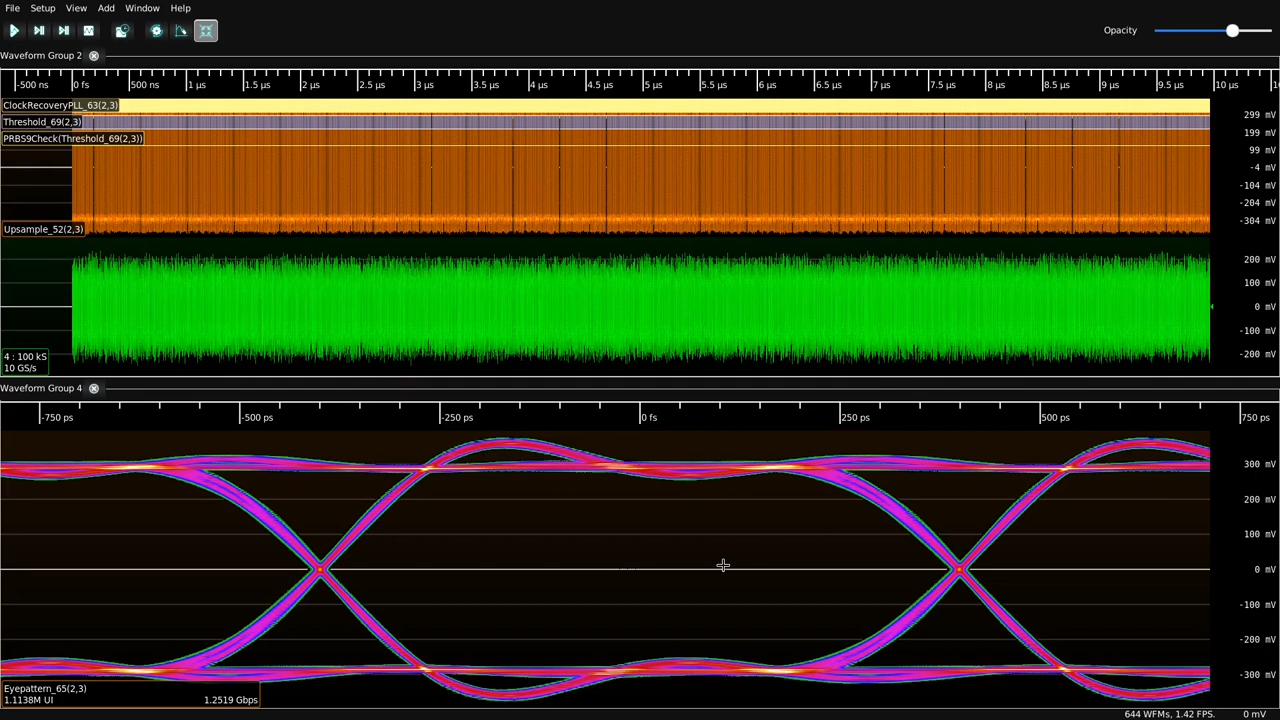 File Setup View Add Window Help
Opacity
Waveform Group 2
-500 ns 0 fs 500 ns 1 µs 1.5 µs 2 µs 2.5 µs 3 µs 3.5 µs 4 µs 4.5 µs 5 µs 5.5 µs 6 µs 6.5 µs 7 µs 7.5 µs 8 µs 8.5 µs 9 µs 9.5 µs 10 µs
ClockRecoveryPLL_63(2,3)
299 mV
Threshold_69(2,3)
199 mV
PRBS9Check(Threshold_69(2,3))
99 mV
-4 mV
-104 mV
-204 mV
-304 mV
Upsample_52(2,3)
200 mV
100 mV
0 mV
-100 mV
-200 mV
4 : 100 kS
10 GS/s
Waveform Group 4
-750 ps -500 ps -250 ps 0 fs 250 ps 500 ps 750 ps
300 mV
200 mV
100 mV
0 mV
-100 mV
-200 mV
-300 mV
Eyepattern_65(2,3)
1.1138M UI 1.2519 Gbps
644 WFMs, 1.42 FPS. 0 mV